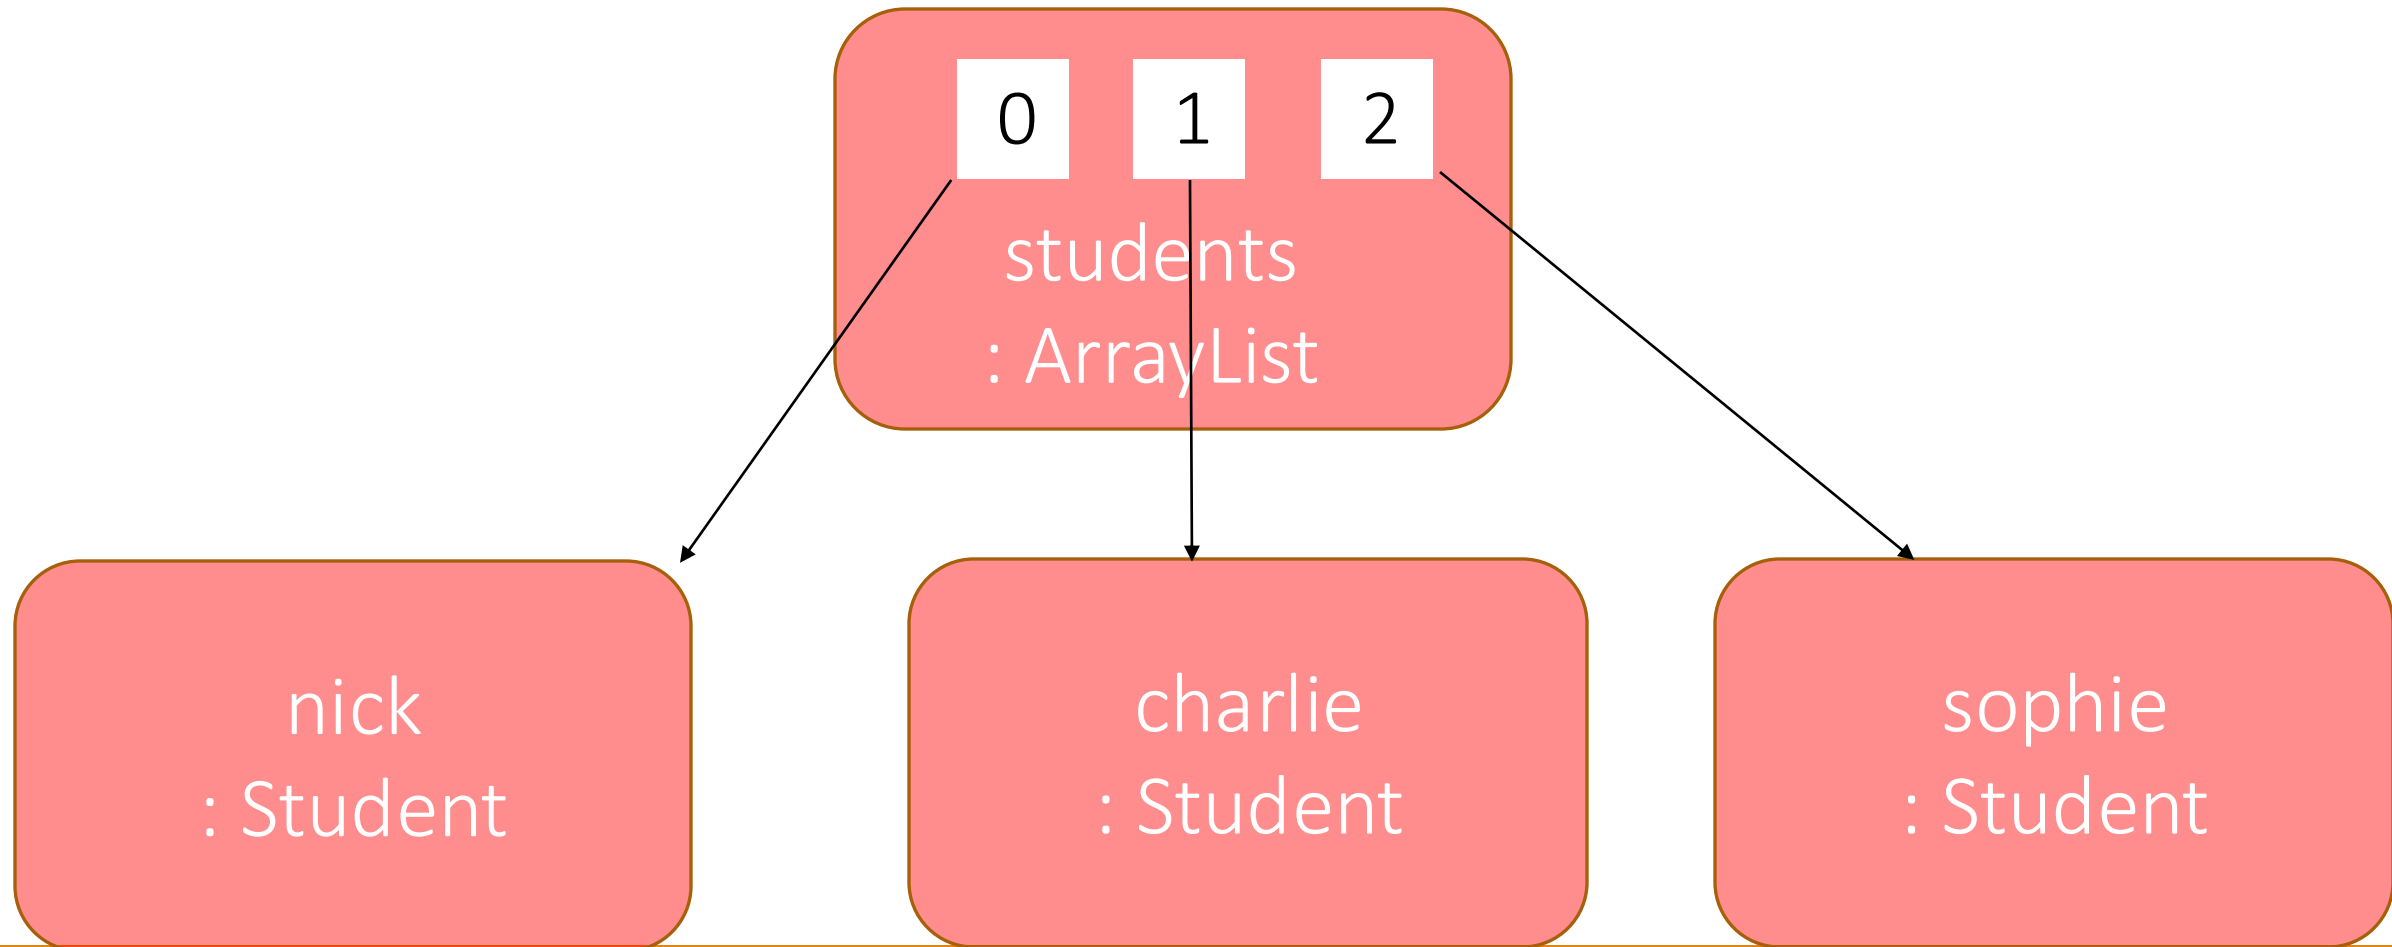 0 1 2
students
: ArrayList
nick
: Student
charlie
: Student
sophie
: Student